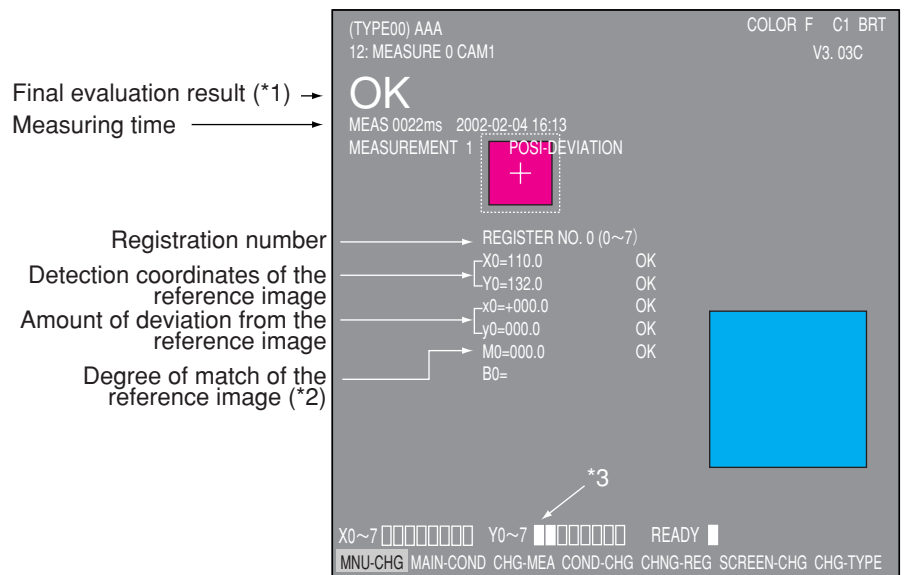 (TYPE00) AAA COLOR F C1 BRT
12: MEASURE 0 CAM1 V3. 03C
Final evaluation result (*1)
OK
Measuring time
MEAS 0022ms 2002-02-04 16:13
MEASUREMENT 1 POSI-DEVIATION
Registration number
REGISTER NO. 0 (0～7)
Detection coordinates of the
reference image
X0=110.0 OK
Y0=132.0 OK
Amount of deviation from the
reference image
x0=+000.0 OK
y0=000.0 OK
Degree of match of the
reference image (*2)
M0=000.0 OK
B0=
*3
X0～7 Y0～7 READY
MNU-CHG MAIN-COND CHG-MEA COND-CHG CHNG-REG SCREEN-CHG CHG-TYPE